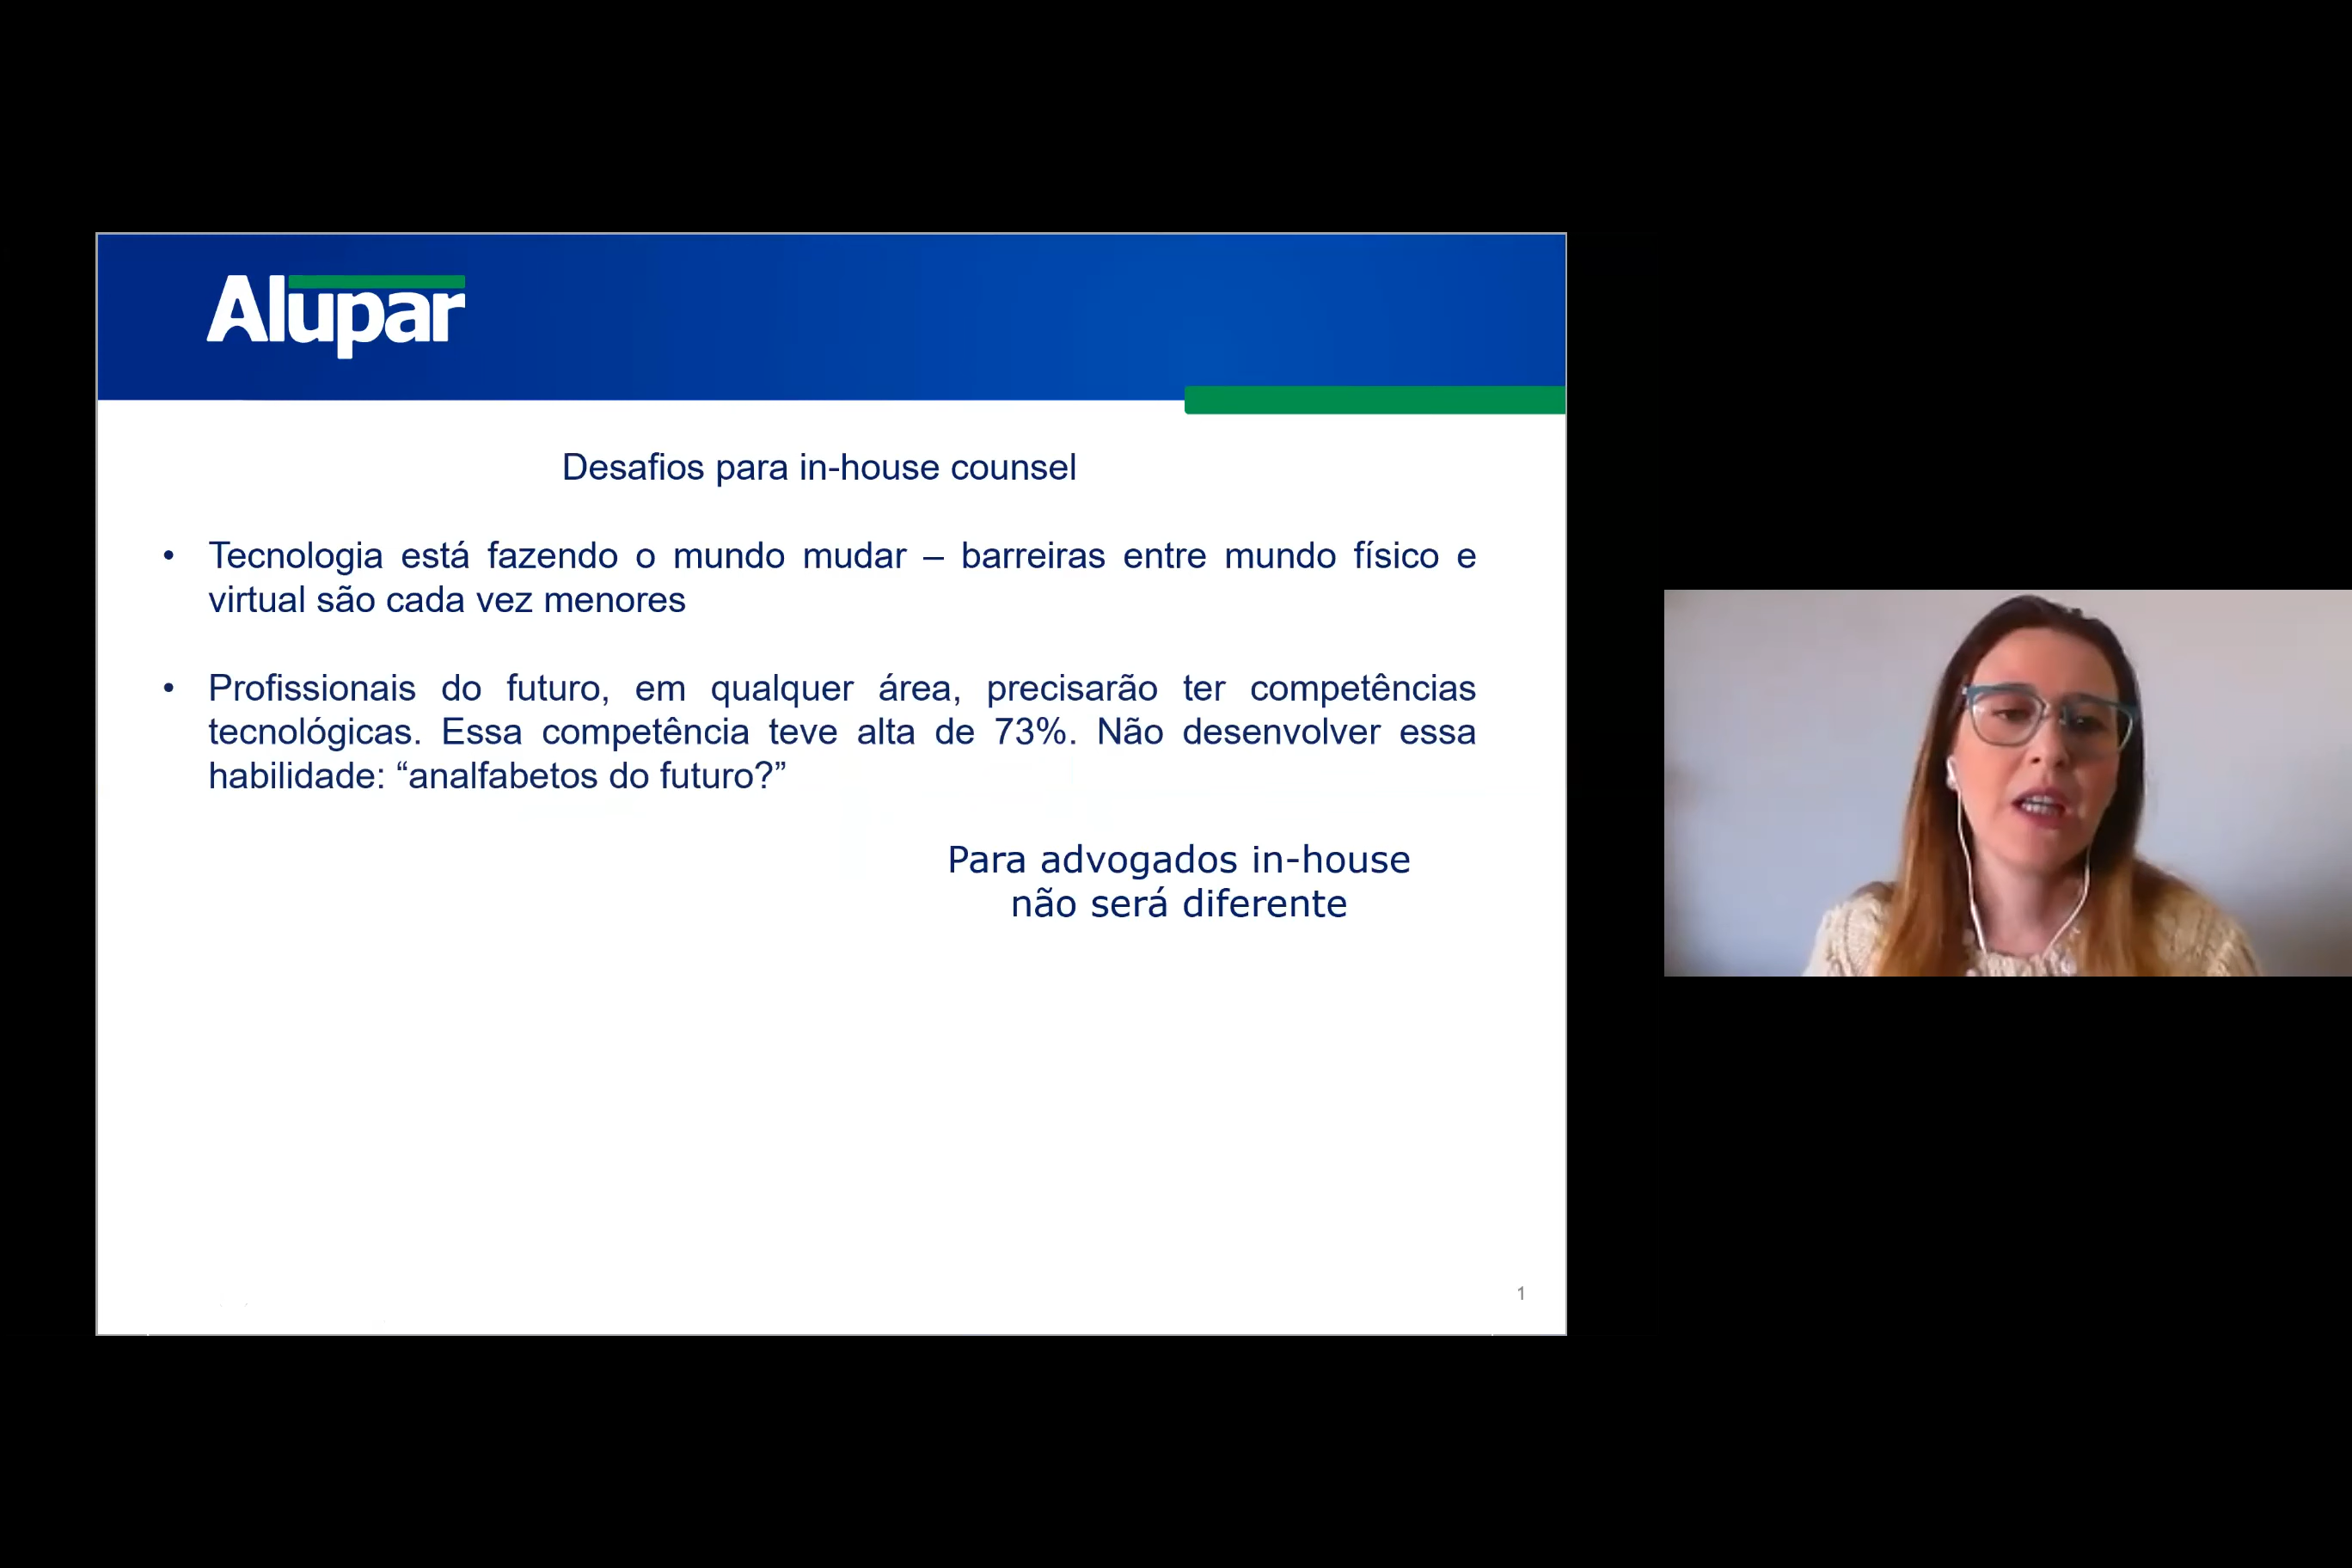 Alupar
Desafios para in-house counsel
• Tecnologia está fazendo o mundo mudar – barreiras entre mundo físico e
virtual são cada vez menores
• Profissionais do futuro, em qualquer área, precisarão ter competências
tecnológicas. Essa competência teve alta de 73%. Não desenvolver essa
habilidade: “analfabetos do futuro?”
Para advogados in-house
não será diferente
1